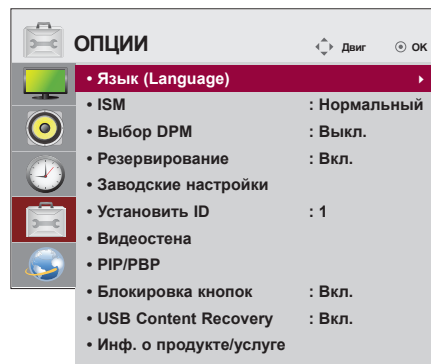 ОПЦИИ Двиг ОК
• Язык (Language)
• ISM : Нормальный
• Выбор DPM : Выкл.
• Резервирование : Вкл.
• Заводские настройки
• Установить ID : 1
• Видеостена
• PIP/PBP
• Блокировка кнопок : Вкл.
• USB Content Recovery : Вкл.
• Инф. о продукте/услуге